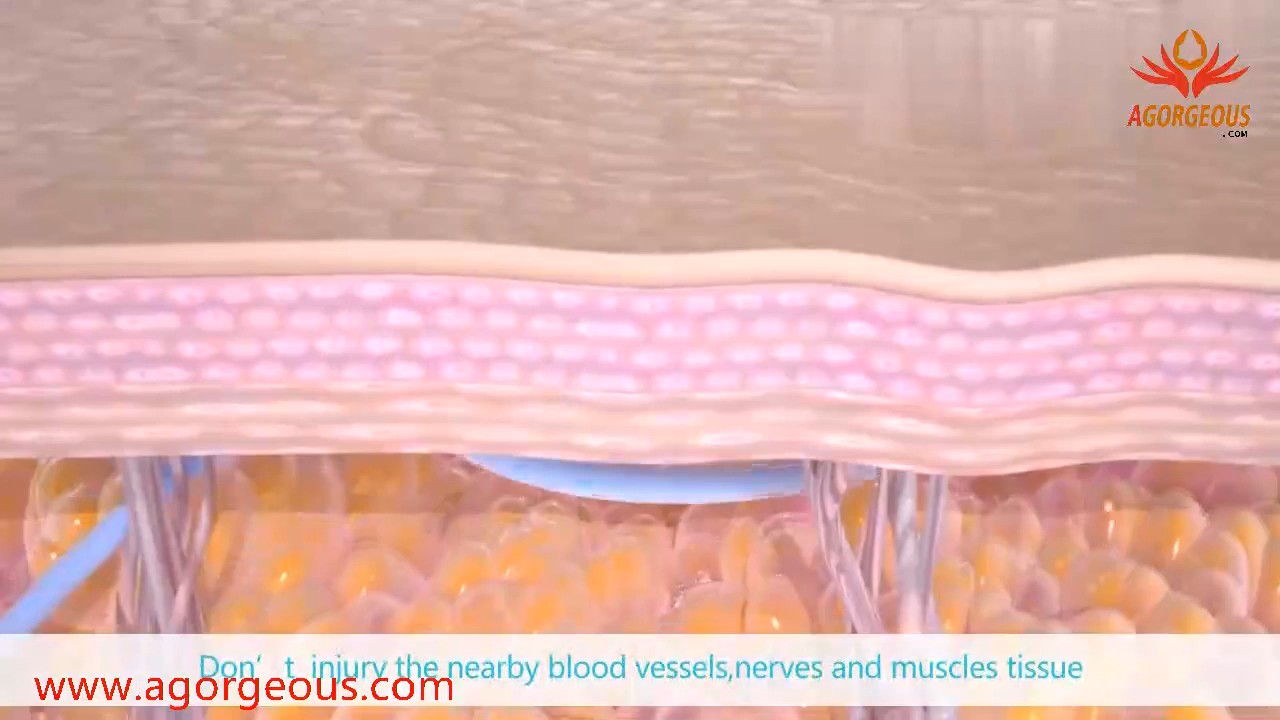 AGORGEOUS
.COM
Don’t injury the nearby blood vessels,nerves and muscles tissue
www.agorgeous.com